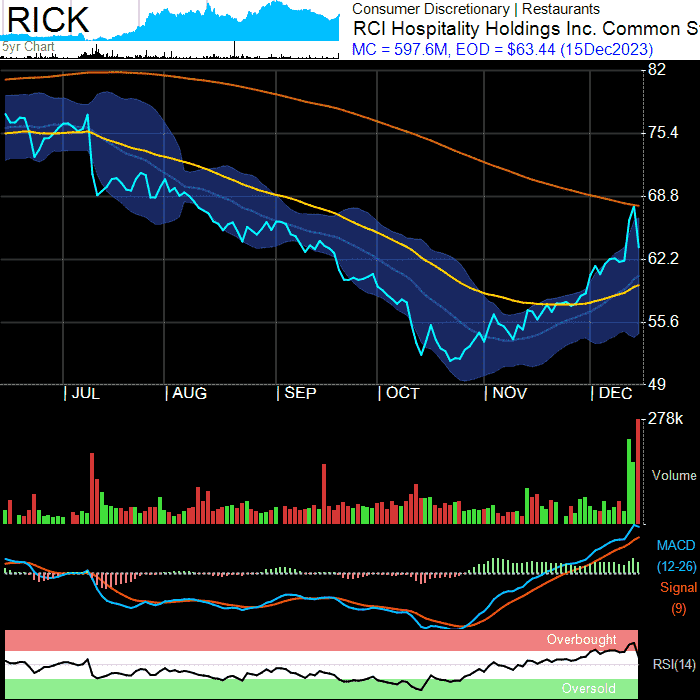 RICK
5yr Chart
Consumer Discretionary | Restaurants
RCI Hospitality Holdings Inc. Common S
MC = 597.6M, EOD = $63.44 (15Dec2023)
82
75.4
68.8
62.2
55.6
49
| JUL | AUG | SEP | OCT | NOV | DEC
278k
Volume
MACD
(12-26)
Signal
(9)
Overbought
RSI(14)
Oversold